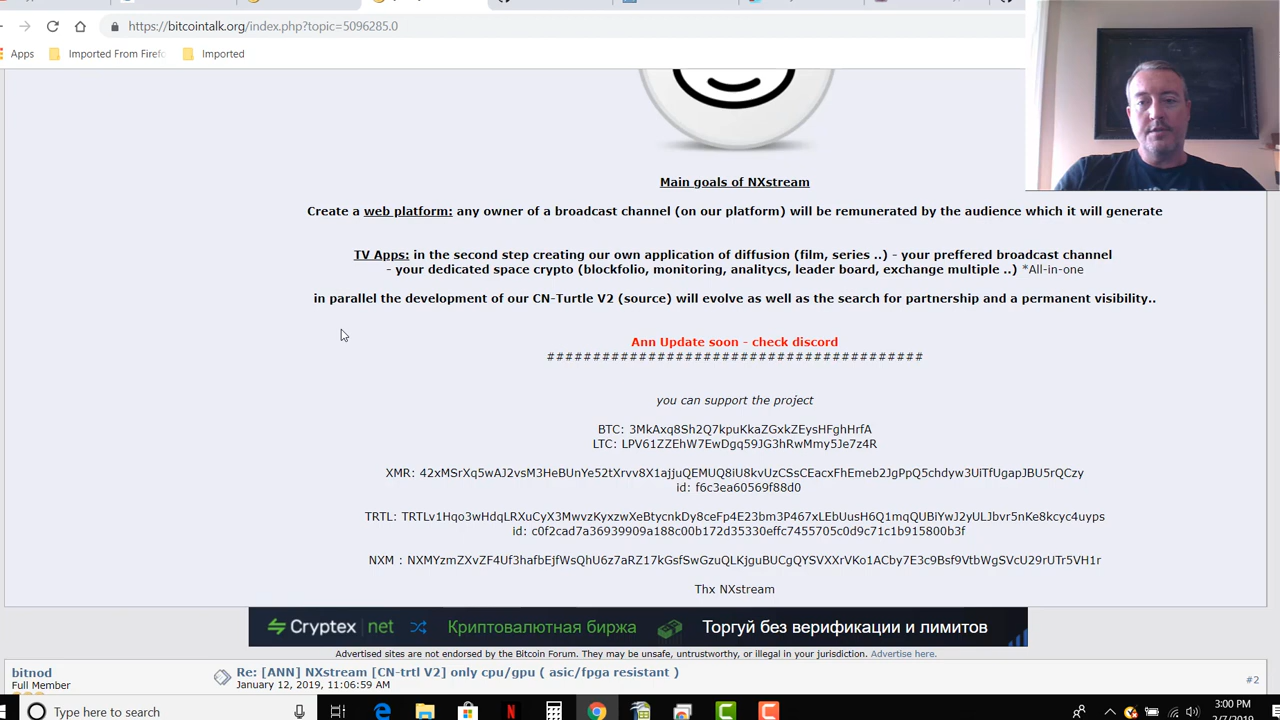 https://bitcointalk.org/index.php?topic=5096285.0
Apps Imported From Firefo Imported
Main goals of NXstream
Create a web platform: any owner of a broadcast channel (on our platform) will be remunerated by the audience which it will generate
TV Apps: in the second step creating our own application of diffusion (film, series ..) - your preffered broadcast channel
- your dedicated space crypto (blockfolio, monitoring, analitycs, leader board, exchange multiple ..) *All-in-one
in parallel the development of our CN-Turtle V2 (source) will evolve as well as the search for partnership and a permanent visibility..
Ann Update soon - check discord
########################################
you can support the project
BTC: 3MkAxq8Sh2Q7kpuKkaZGxkZEysHFghHrfA
LTC: LPV61ZZEhW7EwDgq59JG3hRwMmy5Je7z4R
XMR: 42xMSrXq5wAJ2vsM3HeBUnYe52tXrvv8X1ajjuQEMUQ8iU8kvUzCSsCEacxFhEmeb2JgPpQ5chdyw3UiTfUgapJBU5rQCzy
id: f6c3ea60569f88d0
TRTL: TRTLv1Hqo3wHdqLRXuCyX3MwvzKyxzwXeBtycnkDy8ceFp4E23bm3P467xLEbUusH6Q1mqQUBiYwJ2yULJbvr5nKe8kcyc4uyps
id: c0f2cad7a36939909a188c00b172d35330effc7455705c0d9c71c1b915800b3f
NXM : NXMYzmZXvZF4Uf3hafbEjfWsQhU6z7aRZ17kGsfSwGzuQLKjguBUCgQYSVXXrVKo1ACby7E3c9Bsf9VtbWgSVcU29rUTr5VH1r
Thx NXstream
Cryptex net Криптовалютная биржа Торгуй без верификации и лимитов
Advertised sites are not endorsed by the Bitcoin Forum. They may be unsafe, untrustworthy, or illegal in your jurisdiction. Advertise here.
bitnod Re: [ANN] NXstream [CN-trtl V2] only cpu/gpu ( asic/fpga resistant )
Full Member January 12, 2019, 11:06:59 AM #2
Type here to search 3:00 PM